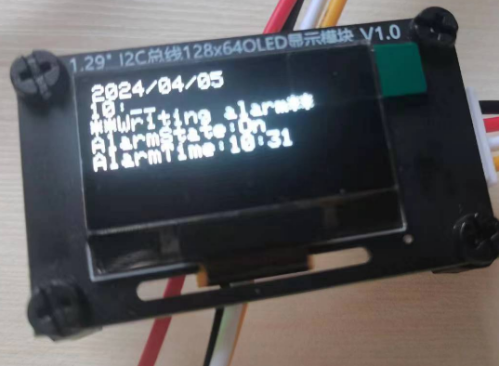 1.29" I2C总线128x64OLED显示模块 V1.0
2024/04/05
10:__
**Writing alarm**
AlarmState:On
AlarmTime:10:31